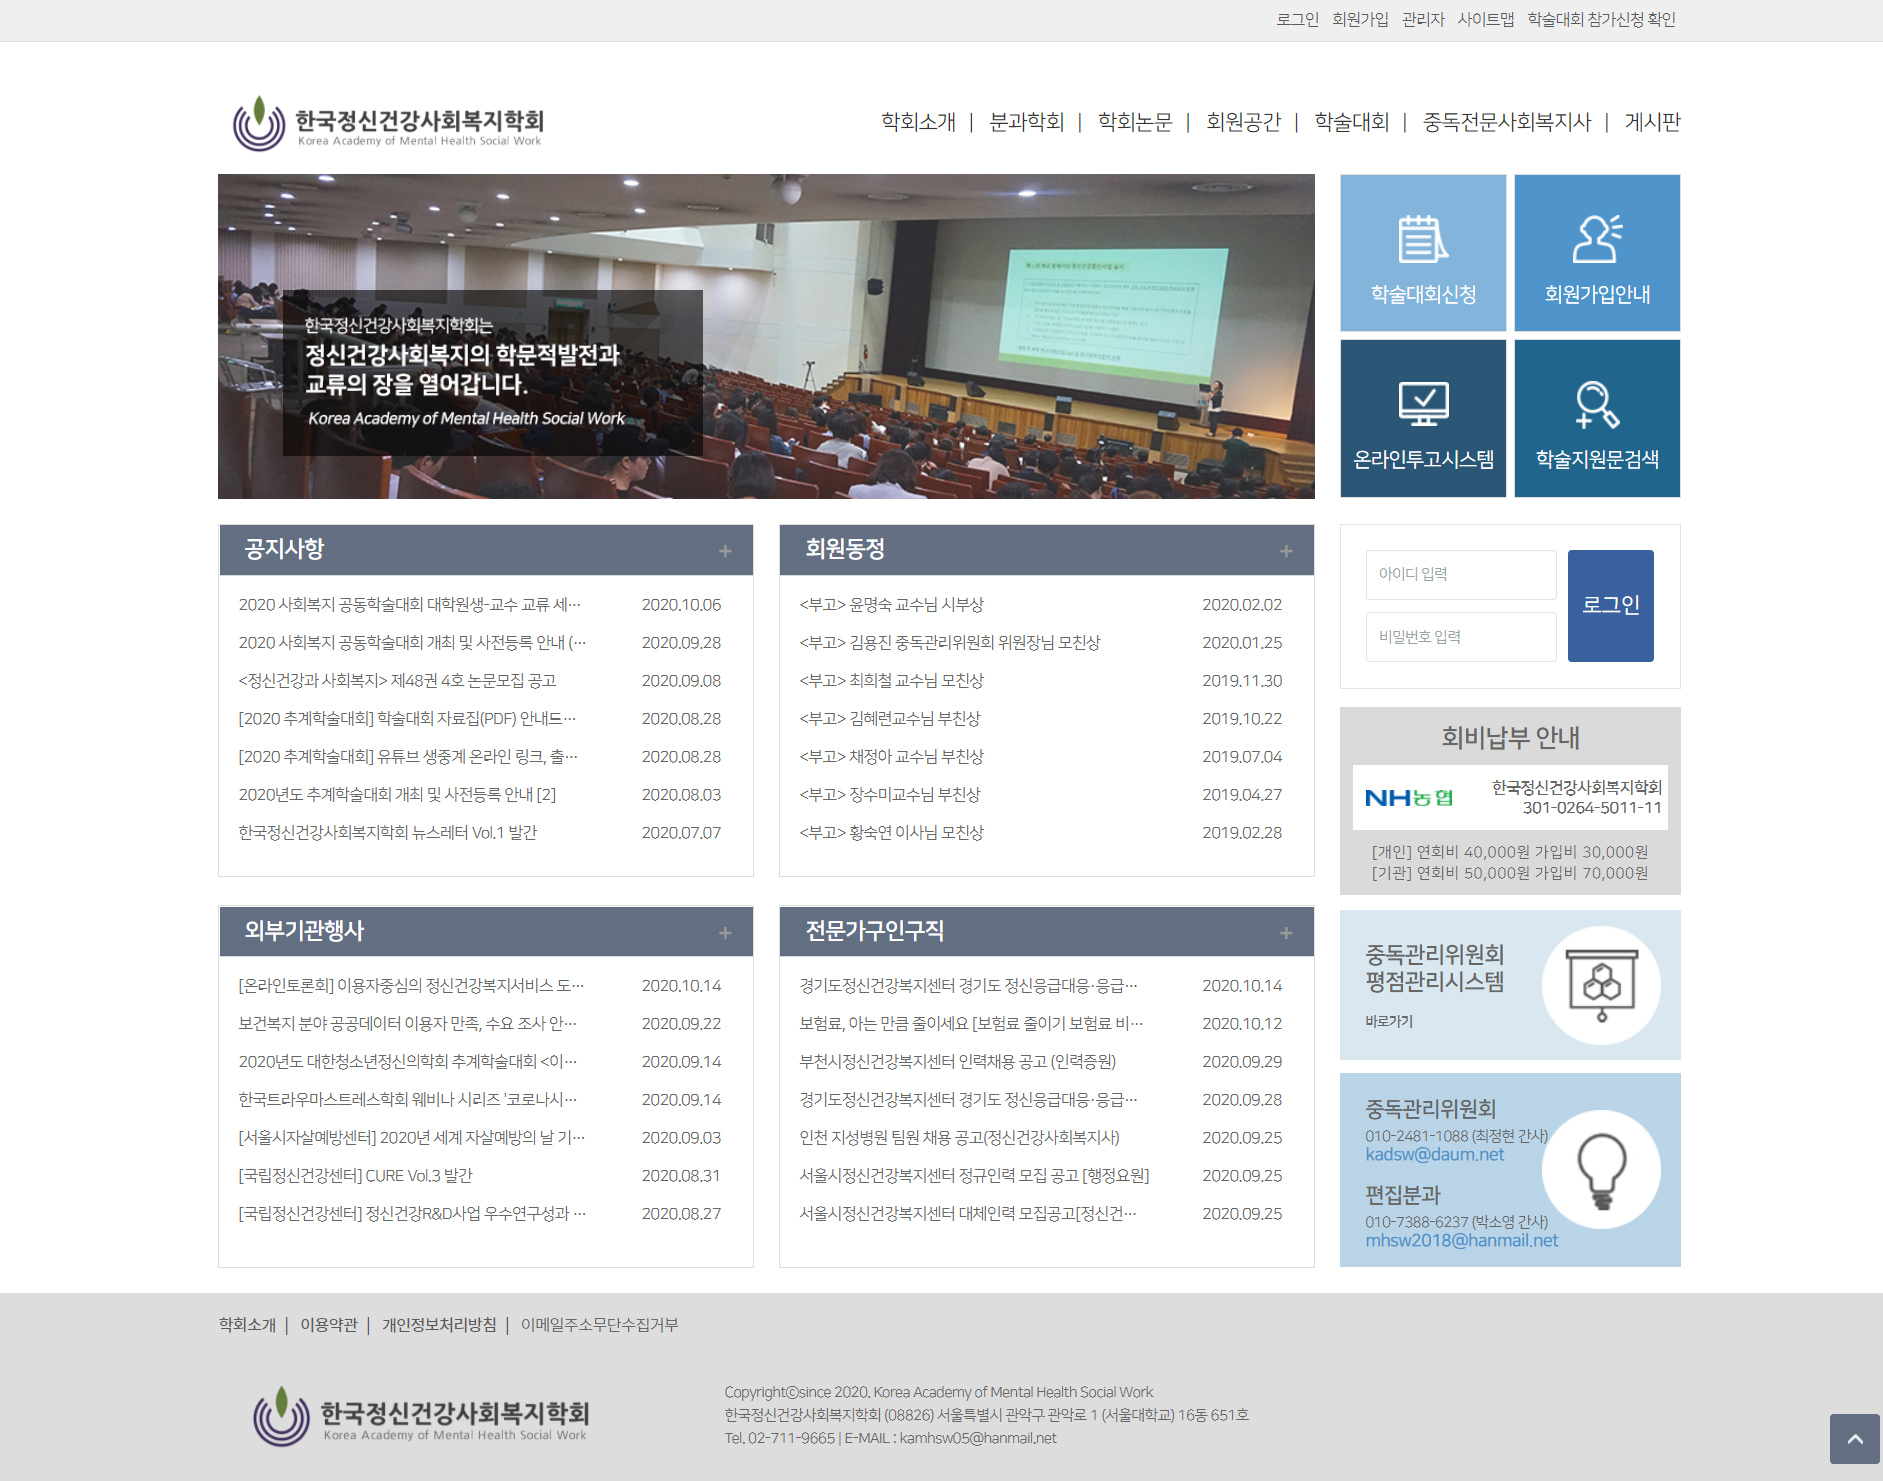 로그인 회원가입 관리자 사이트맵 학술대회 참가신청 확인
한국정신건강사회복지학회
Korea Academy of Mental Health Social Work
학회소개 | 분과학회 | 학회논문 | 회원공간 | 학술대회 | 중독전문사회복지사 | 게시판
한국정신건강사회복지학회는
정신건강사회복지의 학문적발전과
교류의 장을 열어갑니다.
Korea Academy of Mental Health Social Work
학술대회신청
회원가입안내
온라인투고시스템
학술지원문검색
공지사항 +
2020 사회복지 공동학술대회 대학원생-교수 교류 세… 2020.10.06
2020 사회복지 공동학술대회 개최 및 사전등록 안내 (… 2020.09.28
<정신건강과 사회복지> 제48권 4호 논문모집 공고 2020.09.08
[2020 추계학술대회] 학술대회 자료집(PDF) 안내드… 2020.08.28
[2020 추계학술대회] 유튜브 생중계 온라인 링크, 출… 2020.08.28
2020년도 추계학술대회 개최 및 사전등록 안내 [2] 2020.08.03
한국정신건강사회복지학회 뉴스레터 Vol.1 발간 2020.07.07
회원동정 +
<부고> 윤명숙 교수님 시부상 2020.02.02
<부고> 김용진 중독관리위원회 위원장님 모친상 2020.01.25
<부고> 최희철 교수님 모친상 2019.11.30
<부고> 김혜련교수님 부친상 2019.10.22
<부고> 채정아 교수님 부친상 2019.07.04
<부고> 장수미교수님 부친상 2019.04.27
<부고> 황숙연 이사님 모친상 2019.02.28
아이디 입력
비밀번호 입력
로그인
회비납부 안내
NH농협
한국정신건강사회복지학회
301-0264-5011-11
[개인] 연회비 40,000원 가입비 30,000원
[기관] 연회비 50,000원 가입비 70,000원
외부기관행사 +
[온라인토론회] 이용자중심의 정신건강복지서비스 도… 2020.10.14
보건복지 분야 공공데이터 이용자 만족, 수요 조사 안… 2020.09.22
2020년도 대한청소년정신의학회 추계학술대회 <이… 2020.09.14
한국트라우마스트레스학회 웨비나 시리즈 '코로나시… 2020.09.14
[서울시자살예방센터] 2020년 세계 자살예방의 날 기… 2020.09.03
[국립정신건강센터] CURE Vol.3 발간 2020.08.31
[국립정신건강센터] 정신건강R&D사업 우수연구성과 … 2020.08.27
전문가구인구직 +
경기도정신건강복지센터 경기도 정신응급대응·응급… 2020.10.14
보험료, 아는 만큼 줄이세요 [보험료 줄이기 보험료 비… 2020.10.12
부천시정신건강복지센터 인력채용 공고 (인력증원) 2020.09.29
경기도정신건강복지센터 경기도 정신응급대응·응급… 2020.09.28
인천 지성병원 팀원 채용 공고(정신건강사회복지사) 2020.09.25
서울시정신건강복지센터 정규인력 모집 공고 [행정요원] 2020.09.25
서울시정신건강복지센터 대체인력 모집공고[정신건… 2020.09.25
중독관리위원회
평점관리시스템
바로가기
중독관리위원회
010-2481-1088 (최정현 간사)
kadsw@daum.net
편집분과
010-7388-6237 (박소영 간사)
mhsw2018@hanmail.net
학회소개 | 이용약관 | 개인정보처리방침 | 이메일주소무단수집거부
한국정신건강사회복지학회
Korea Academy of Mental Health Social Work
Copyrightⓒsince 2020. Korea Academy of Mental Health Social Work
한국정신건강사회복지학회 (08826) 서울특별시 관악구 관악로 1 (서울대학교) 16동 651호
Tel. 02-711-9665 | E-MAIL : kamhsw05@hanmail.net